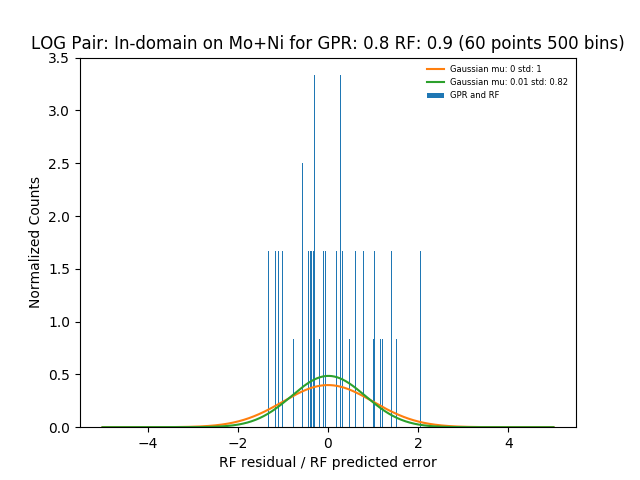 LOG Pair: In-domain on Mo+Ni for GPR: 0.8 RF: 0.9 (60 points 500 bins)
Gaussian mu: 0 std: 1
Gaussian mu: 0.01 std: 0.82
GPR and RF
Normalized Counts
3.5
3.0
2.5
2.0
1.5
1.0
0.5
0.0
−4 −2 0 2 4
RF residual / RF predicted error